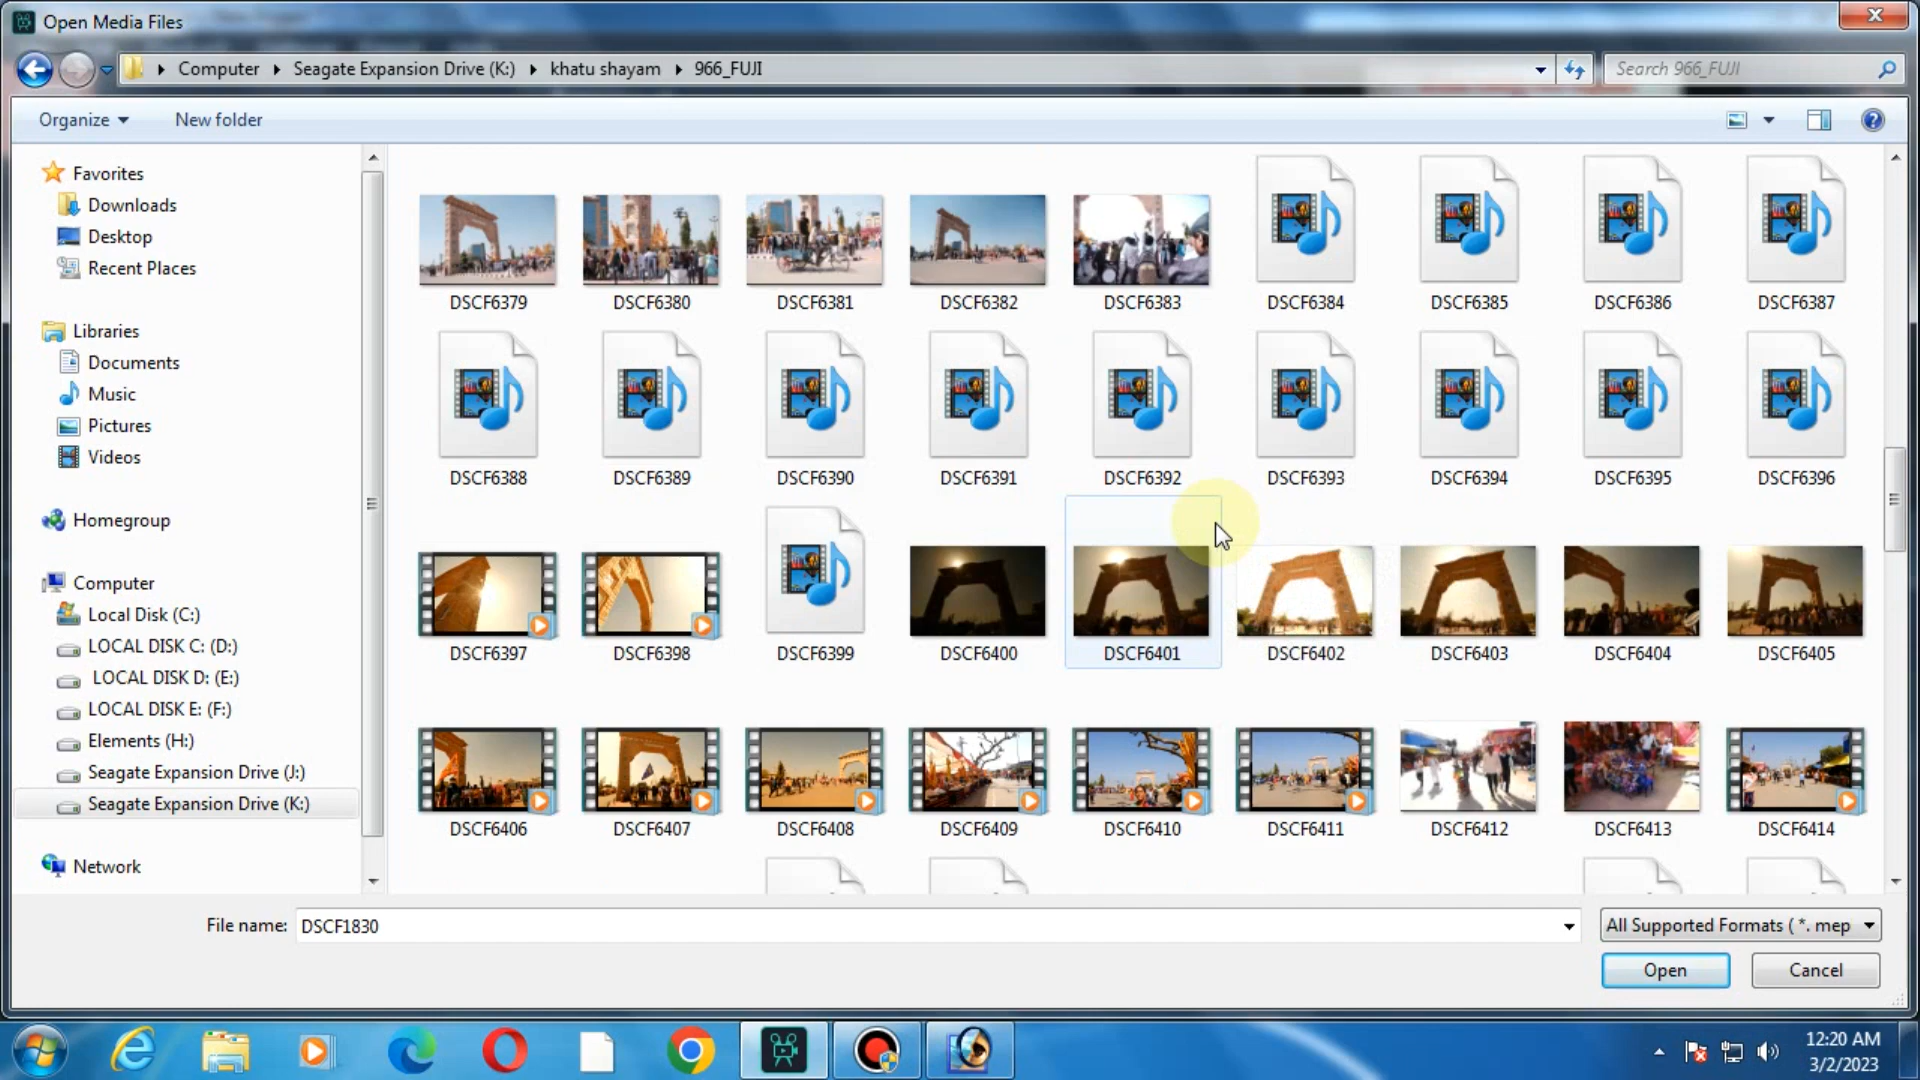 Open Media Files
Computer Seagate Expansion Drive (K:) khatu shayam 966_FUJI
Search 966_FUJI
Organize New folder
Favorites
Downloads
Desktop
Recent Places
Libraries
Documents
Music
Pictures
Videos
Homegroup
Computer
Local Disk (C:)
LOCAL DISK C: (D:)
LOCAL DISK D: (E:)
LOCAL DISK E: (F:)
Elements (H:)
Seagate Expansion Drive (J:)
Seagate Expansion Drive (K:)
Network
DSCF6379 DSCF6380 DSCF6381 DSCF6382 DSCF6383 DSCF6384 DSCF6385 DSCF6386 DSCF6387
DSCF6388 DSCF6389 DSCF6390 DSCF6391 DSCF6392 DSCF6393 DSCF6394 DSCF6395 DSCF6396
DSCF6397 DSCF6398 DSCF6399 DSCF6400 DSCF6401 DSCF6402 DSCF6403 DSCF6404 DSCF6405
DSCF6406 DSCF6407 DSCF6408 DSCF6409 DSCF6410 DSCF6411 DSCF6412 DSCF6413 DSCF6414
File name: DSCF1830
All Supported Formats ( *. mep
Open Cancel
12:20 AM
3/2/2023